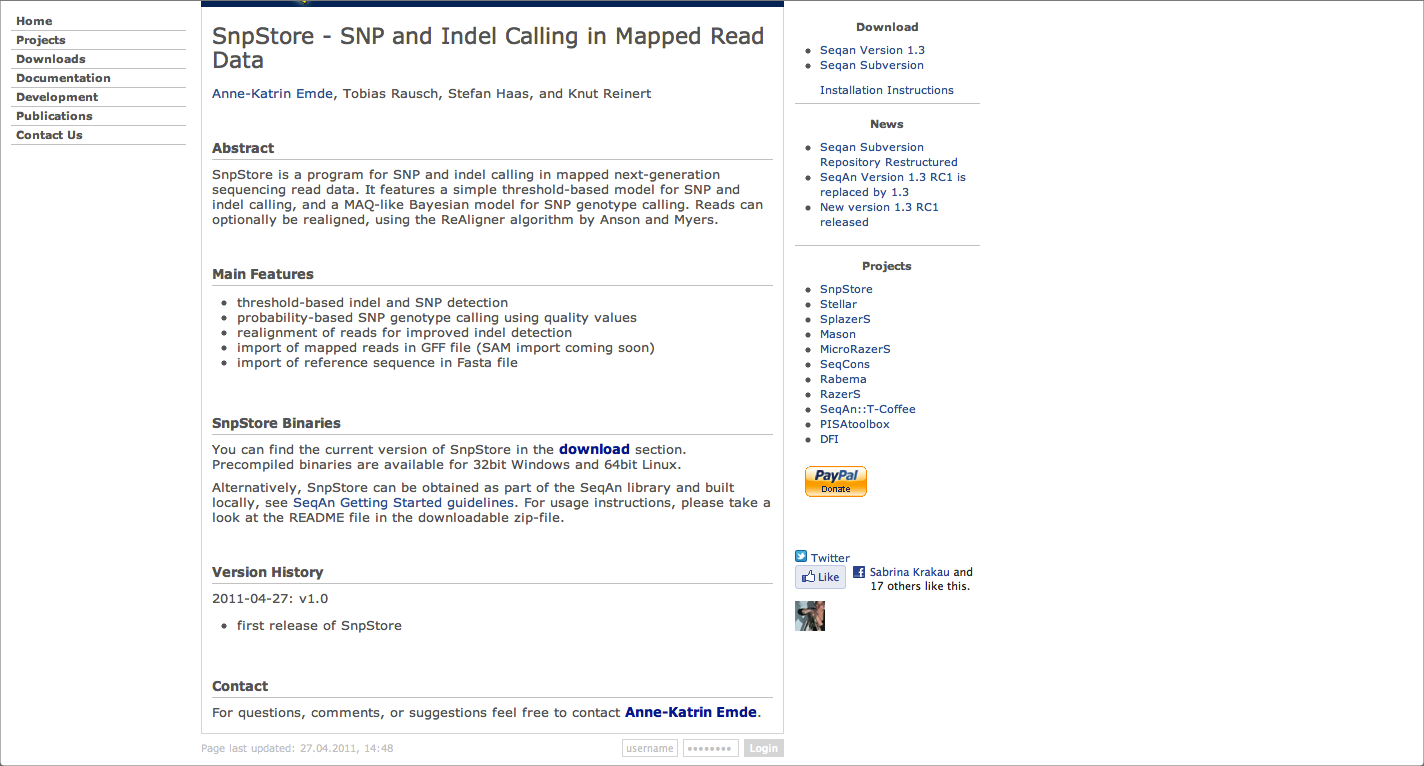 Home
Projects
Downloads
Documentation
Development
Publications
Contact Us
SnpStore - SNP and Indel Calling in Mapped Read
Data
Anne-Katrin Emde, Tobias Rausch, Stefan Haas, and Knut Reinert
Abstract
SnpStore is a program for SNP and indel calling in mapped next-generation
sequencing read data. It features a simple threshold-based model for SNP and
indel calling, and a MAQ-like Bayesian model for SNP genotype calling. Reads can
optionally be realigned, using the ReAligner algorithm by Anson and Myers.
Main Features
• threshold-based indel and SNP detection
• probability-based SNP genotype calling using quality values
• realignment of reads for improved indel detection
• import of mapped reads in GFF file (SAM import coming soon)
• import of reference sequence in Fasta file
SnpStore Binaries
You can find the current version of SnpStore in the download section.
Precompiled binaries are available for 32bit Windows and 64bit Linux.
Alternatively, SnpStore can be obtained as part of the SeqAn library and built
locally, see SeqAn Getting Started guidelines. For usage instructions, please take a
look at the README file in the downloadable zip-file.
Version History
2011-04-27: v1.0
• first release of SnpStore
Contact
For questions, comments, or suggestions feel free to contact Anne-Katrin Emde.
Page last updated: 27.04.2011, 14:48
username
••••••••
Login
Download
• Seqan Version 1.3
• Seqan Subversion
Installation Instructions
News
• Seqan Subversion
Repository Restructured
• SeqAn Version 1.3 RC1 is
replaced by 1.3
• New version 1.3 RC1
released
Projects
• SnpStore
• Stellar
• SplazerS
• Mason
• MicroRazerS
• SeqCons
• Rabema
• RazerS
• SeqAn::T-Coffee
• PISAtoolbox
• DFI
PayPal
Donate
Twitter
Like
Sabrina Krakau and
17 others like this.